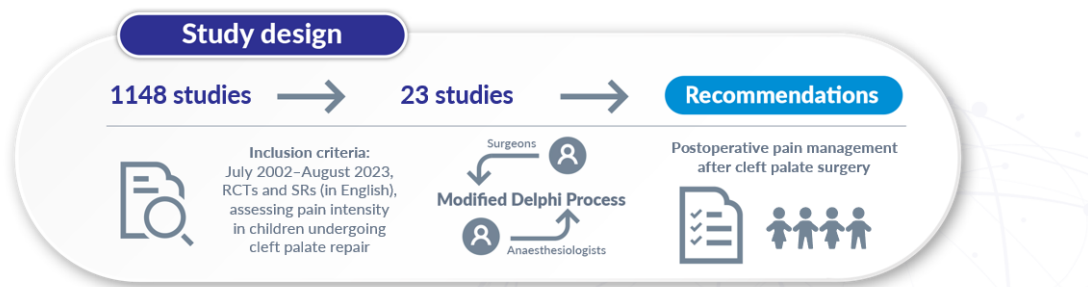 Study design
1148 studies
23 studies
Recommendations
Inclusion criteria:
July 2002–August 2023,
RCTs and SRs (in English),
assessing pain intensity
in children undergoing
cleft palate repair
Surgeons
Modified Delphi Process
Anaesthesiologists
Postoperative pain management
after cleft palate surgery